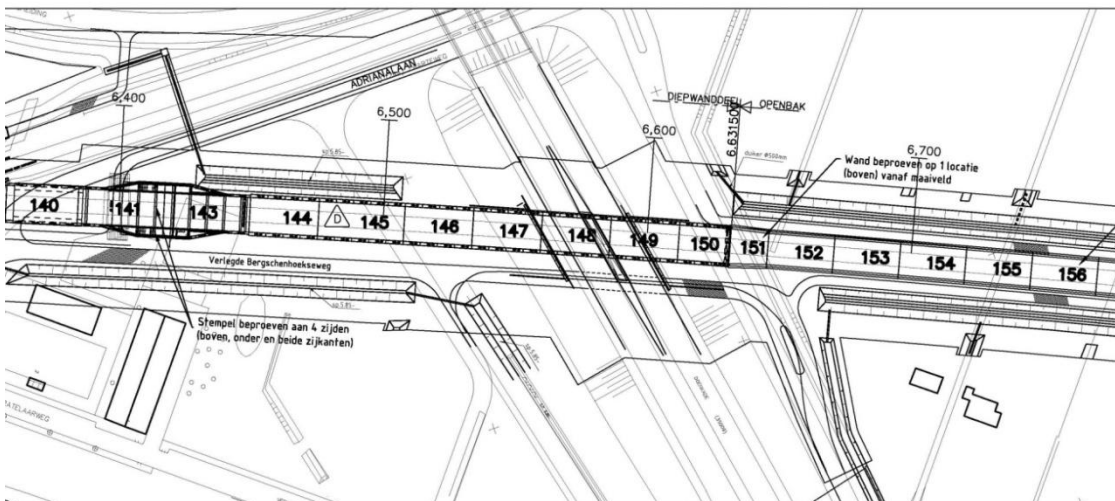 ADRIANALAAN
6,400
6,500
DIEPWANDDEEL OPENBAK
6,600
6,631500
6,700
duiker ø500mm
Wand beproeven op 1 locatie
(boven) vanaf maaiveld
140
141
143
144
D
145
146
147
148
149
150
151
152
153
154
155
156
Verlegde Bergschenhoekseweg
Stempel beproeven aan 4 zijden
(boven, onder en beide zijkanten)